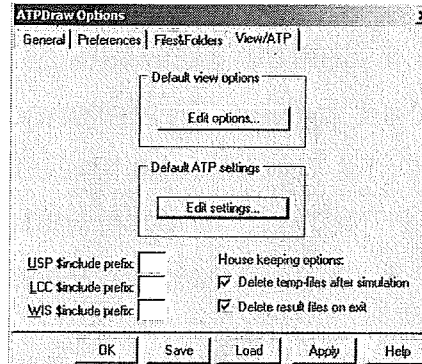 ATPDraw Options
General Preferences Files&Folders View/ATP
Default view options
Edit options...
Default ATP settings
Edit settings...
USP $include prefix:
House keeping options:
LCC $include prefix:
Delete temp-files after simulation
WIS $include prefix:
Delete result files on exit
OK Save Load Apply Help